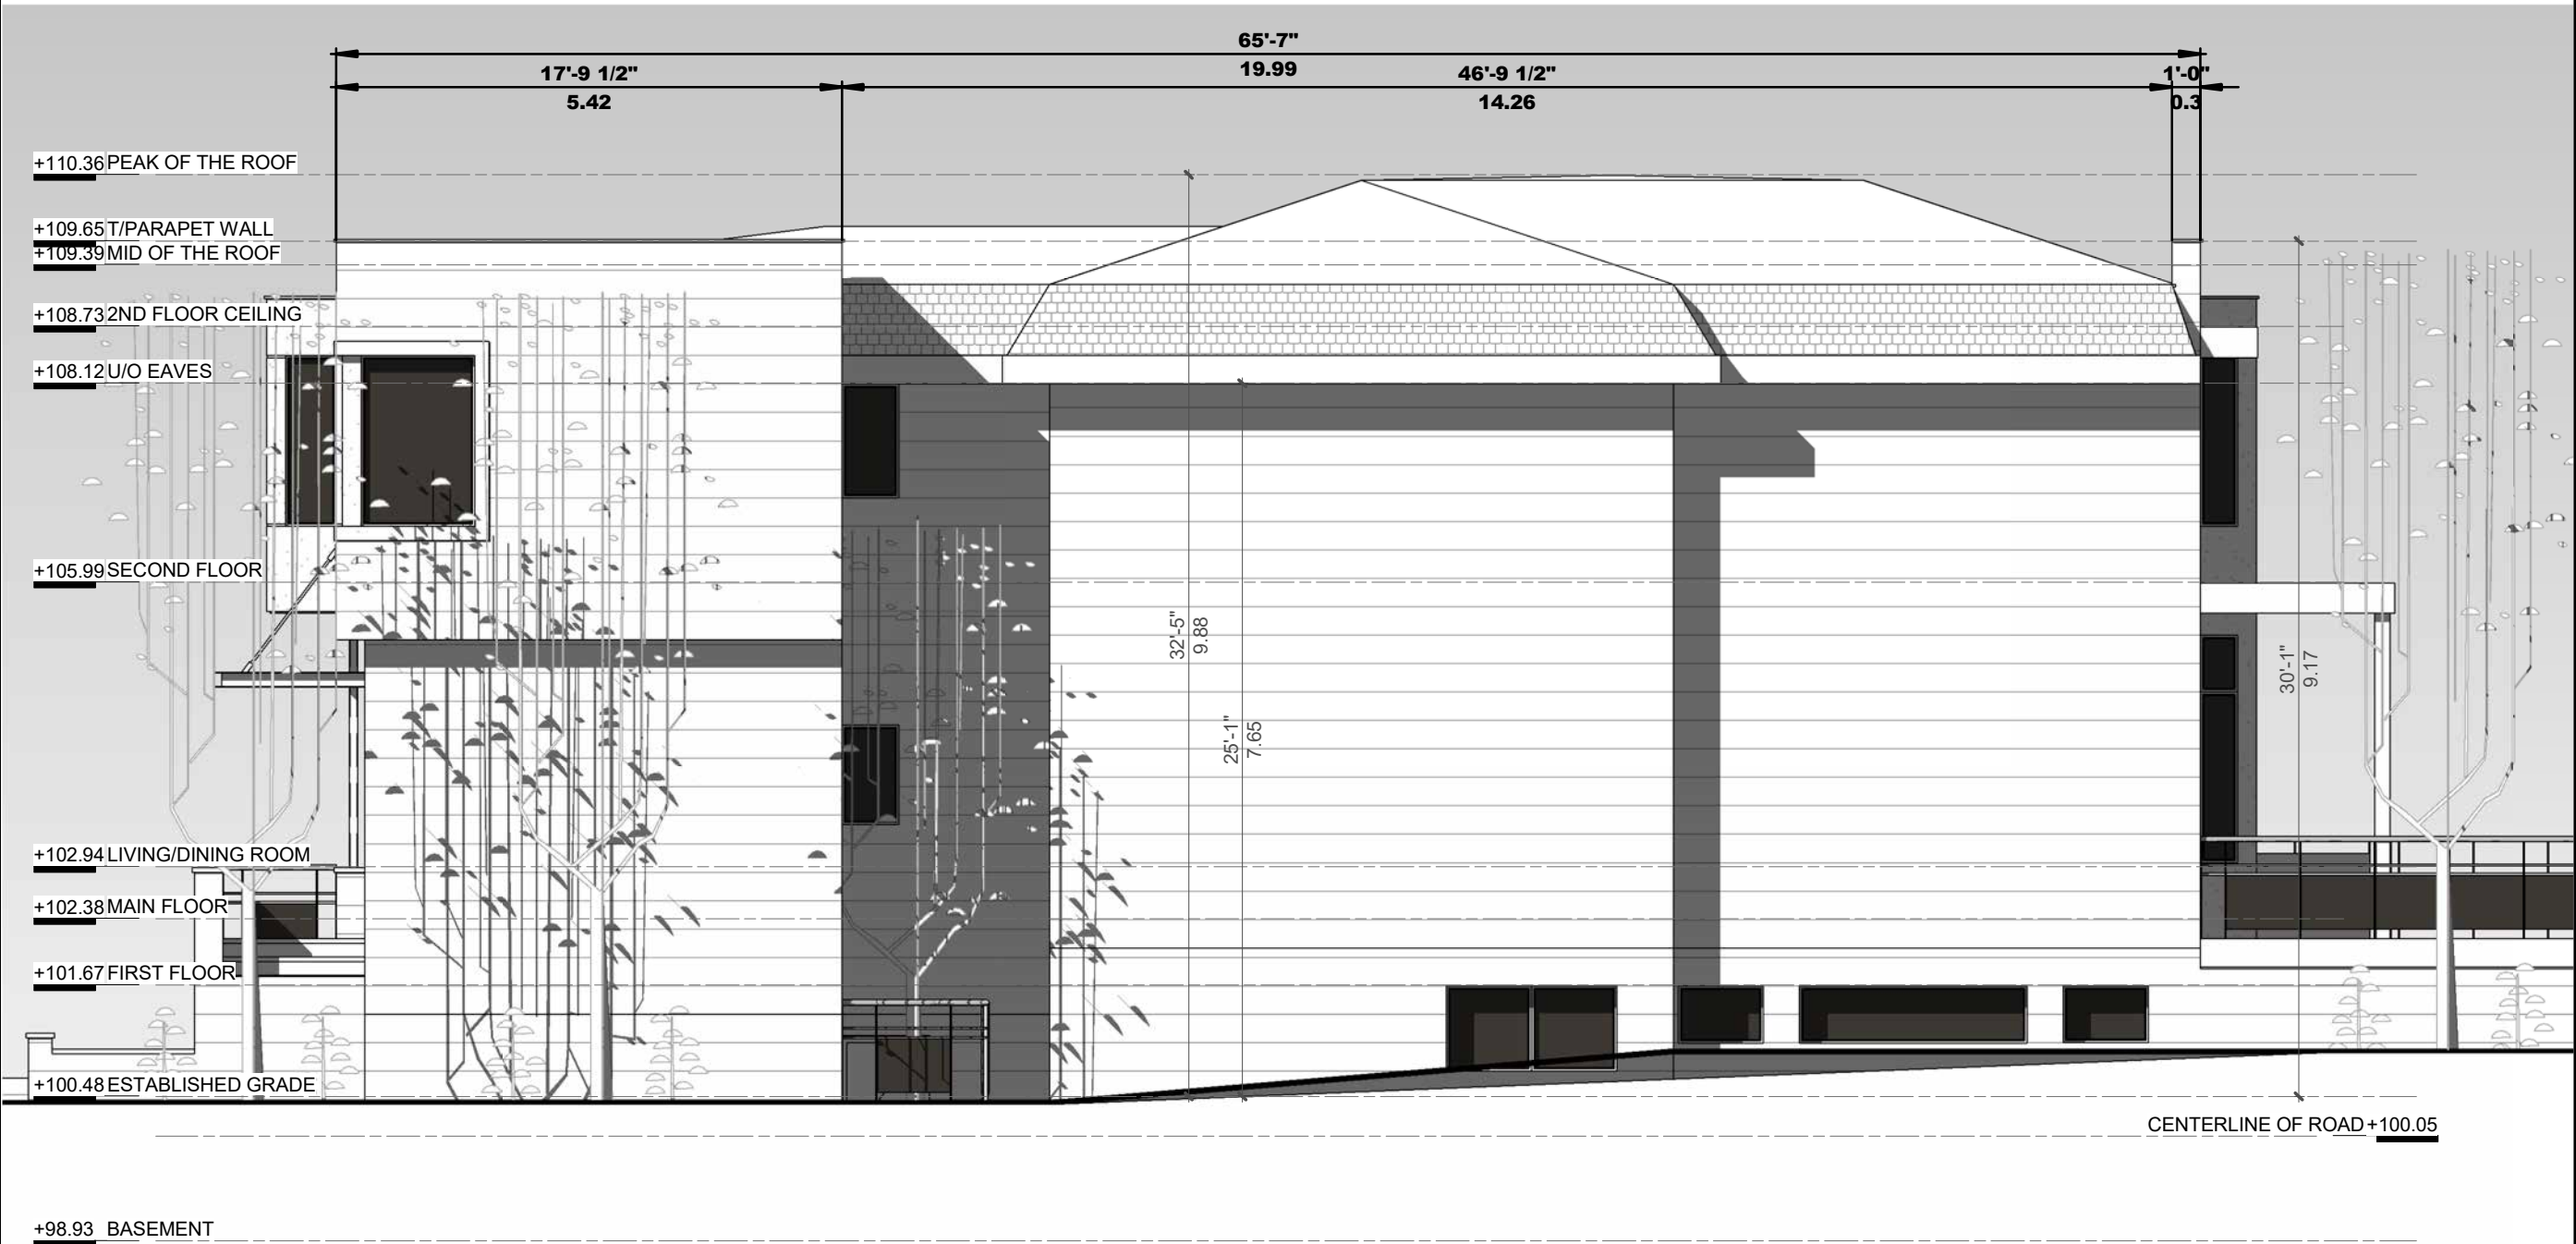 65'-7"
19.99
17'-9 1/2"
5.42
46'-9 1/2"
14.26
1'-0"
0.3
+110.36 PEAK OF THE ROOF
+109.65 T/PARAPET WALL
+109.39 MID OF THE ROOF
+108.73 2ND FLOOR CEILING
+108.12 U/O EAVES
+105.99 SECOND FLOOR
32'-5"
9.88
25'-1"
7.65
30'-1"
9.17
+102.94 LIVING/DINING ROOM
+102.38 MAIN FLOOR
+101.67 FIRST FLOOR
+100.48 ESTABLISHED GRADE
CENTERLINE OF ROAD +100.05
+98.93 BASEMENT